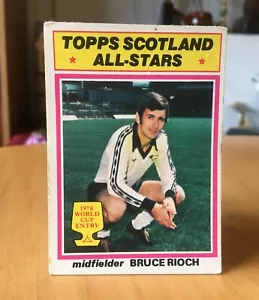 TOPPS SCOTLAND
ALL-STARS
1978
WORLD
CUP
ENTRY
midfielder BRUCE RIOCH